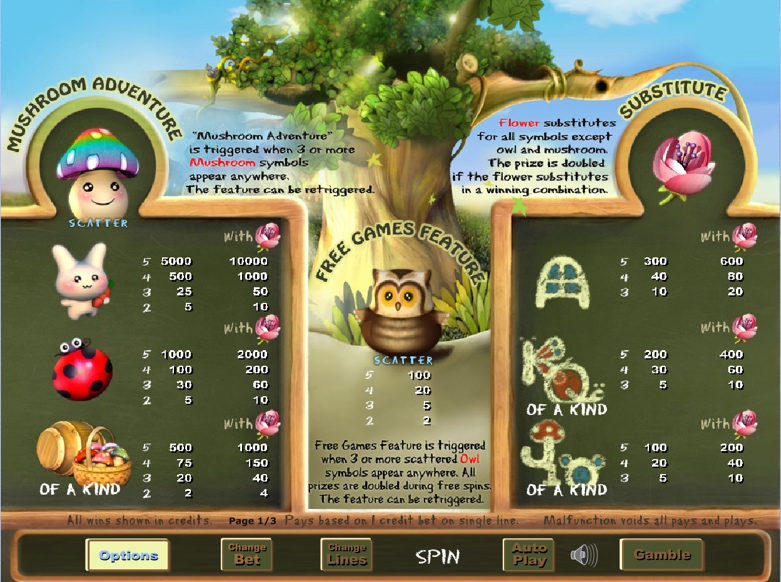 MUSHROOM ADVENTURE
"Mushroom Adventure"
is triggered when 3 or more
Mushroom symbols
appear anywhere.
The feature can be retriggered.
SCATTER
SUBSTITUTE
Flower substitutes
for all symbols except
owl and mushroom.
The prize is doubled
if the flower substitutes
in a winning combination.
With
5 5000 10000
4 500 1000
3 25 50
2 5 10
With
5 1000 2000
4 100 200
3 30 60
2 5 10
With
5 500 1000
4 75 150
3 20 40
2 2 4
OF A KIND
FREE GAMES FEATURE
SCATTER
5 100
4 20
3 5
2 2
Free Games Feature is triggered
when 3 or more scattered Owl
symbols appear anywhere. All
prizes are doubled during free spins.
The feature can be retriggered.
With
5 300 600
4 40 80
3 10 20
With
5 200 400
4 30 60
3 5 10
OF A KIND
With
5 100 200
4 20 40
3 5 10
OF A KIND
All wins shown in credits. Page 1/3 Pays based on 1 credit bet on single line. Malfunction voids all pays and plays.
Options
Change Bet
Change Lines
SPIN
Auto Play
Gamble